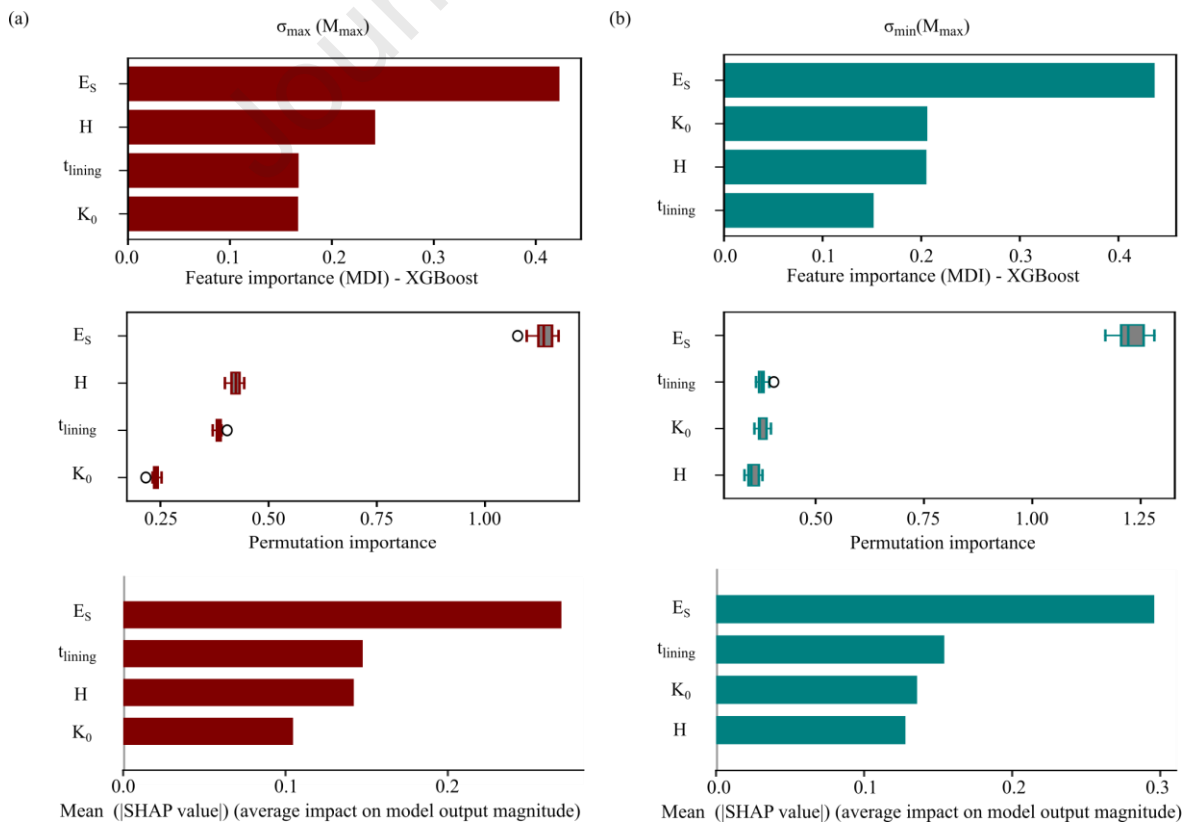 (a)
σmax (Mmax)
ES
H
tlining
K0
0.0 0.1 0.2 0.3 0.4
Feature importance (MDI) - XGBoost
ES
H
tlining
K0
0.25 0.50 0.75 1.00
Permutation importance
ES
tlining
H
K0
0.0 0.1 0.2
Mean (|SHAP value|) (average impact on model output magnitude)
(b)
σmin(Mmax)
ES
K0
H
tlining
0.0 0.1 0.2 0.3 0.4
Feature importance (MDI) - XGBoost
ES
tlining
K0
H
0.50 0.75 1.00 1.25
Permutation importance
ES
tlining
K0
H
0.0 0.1 0.2 0.3
Mean (|SHAP value|) (average impact on model output magnitude)